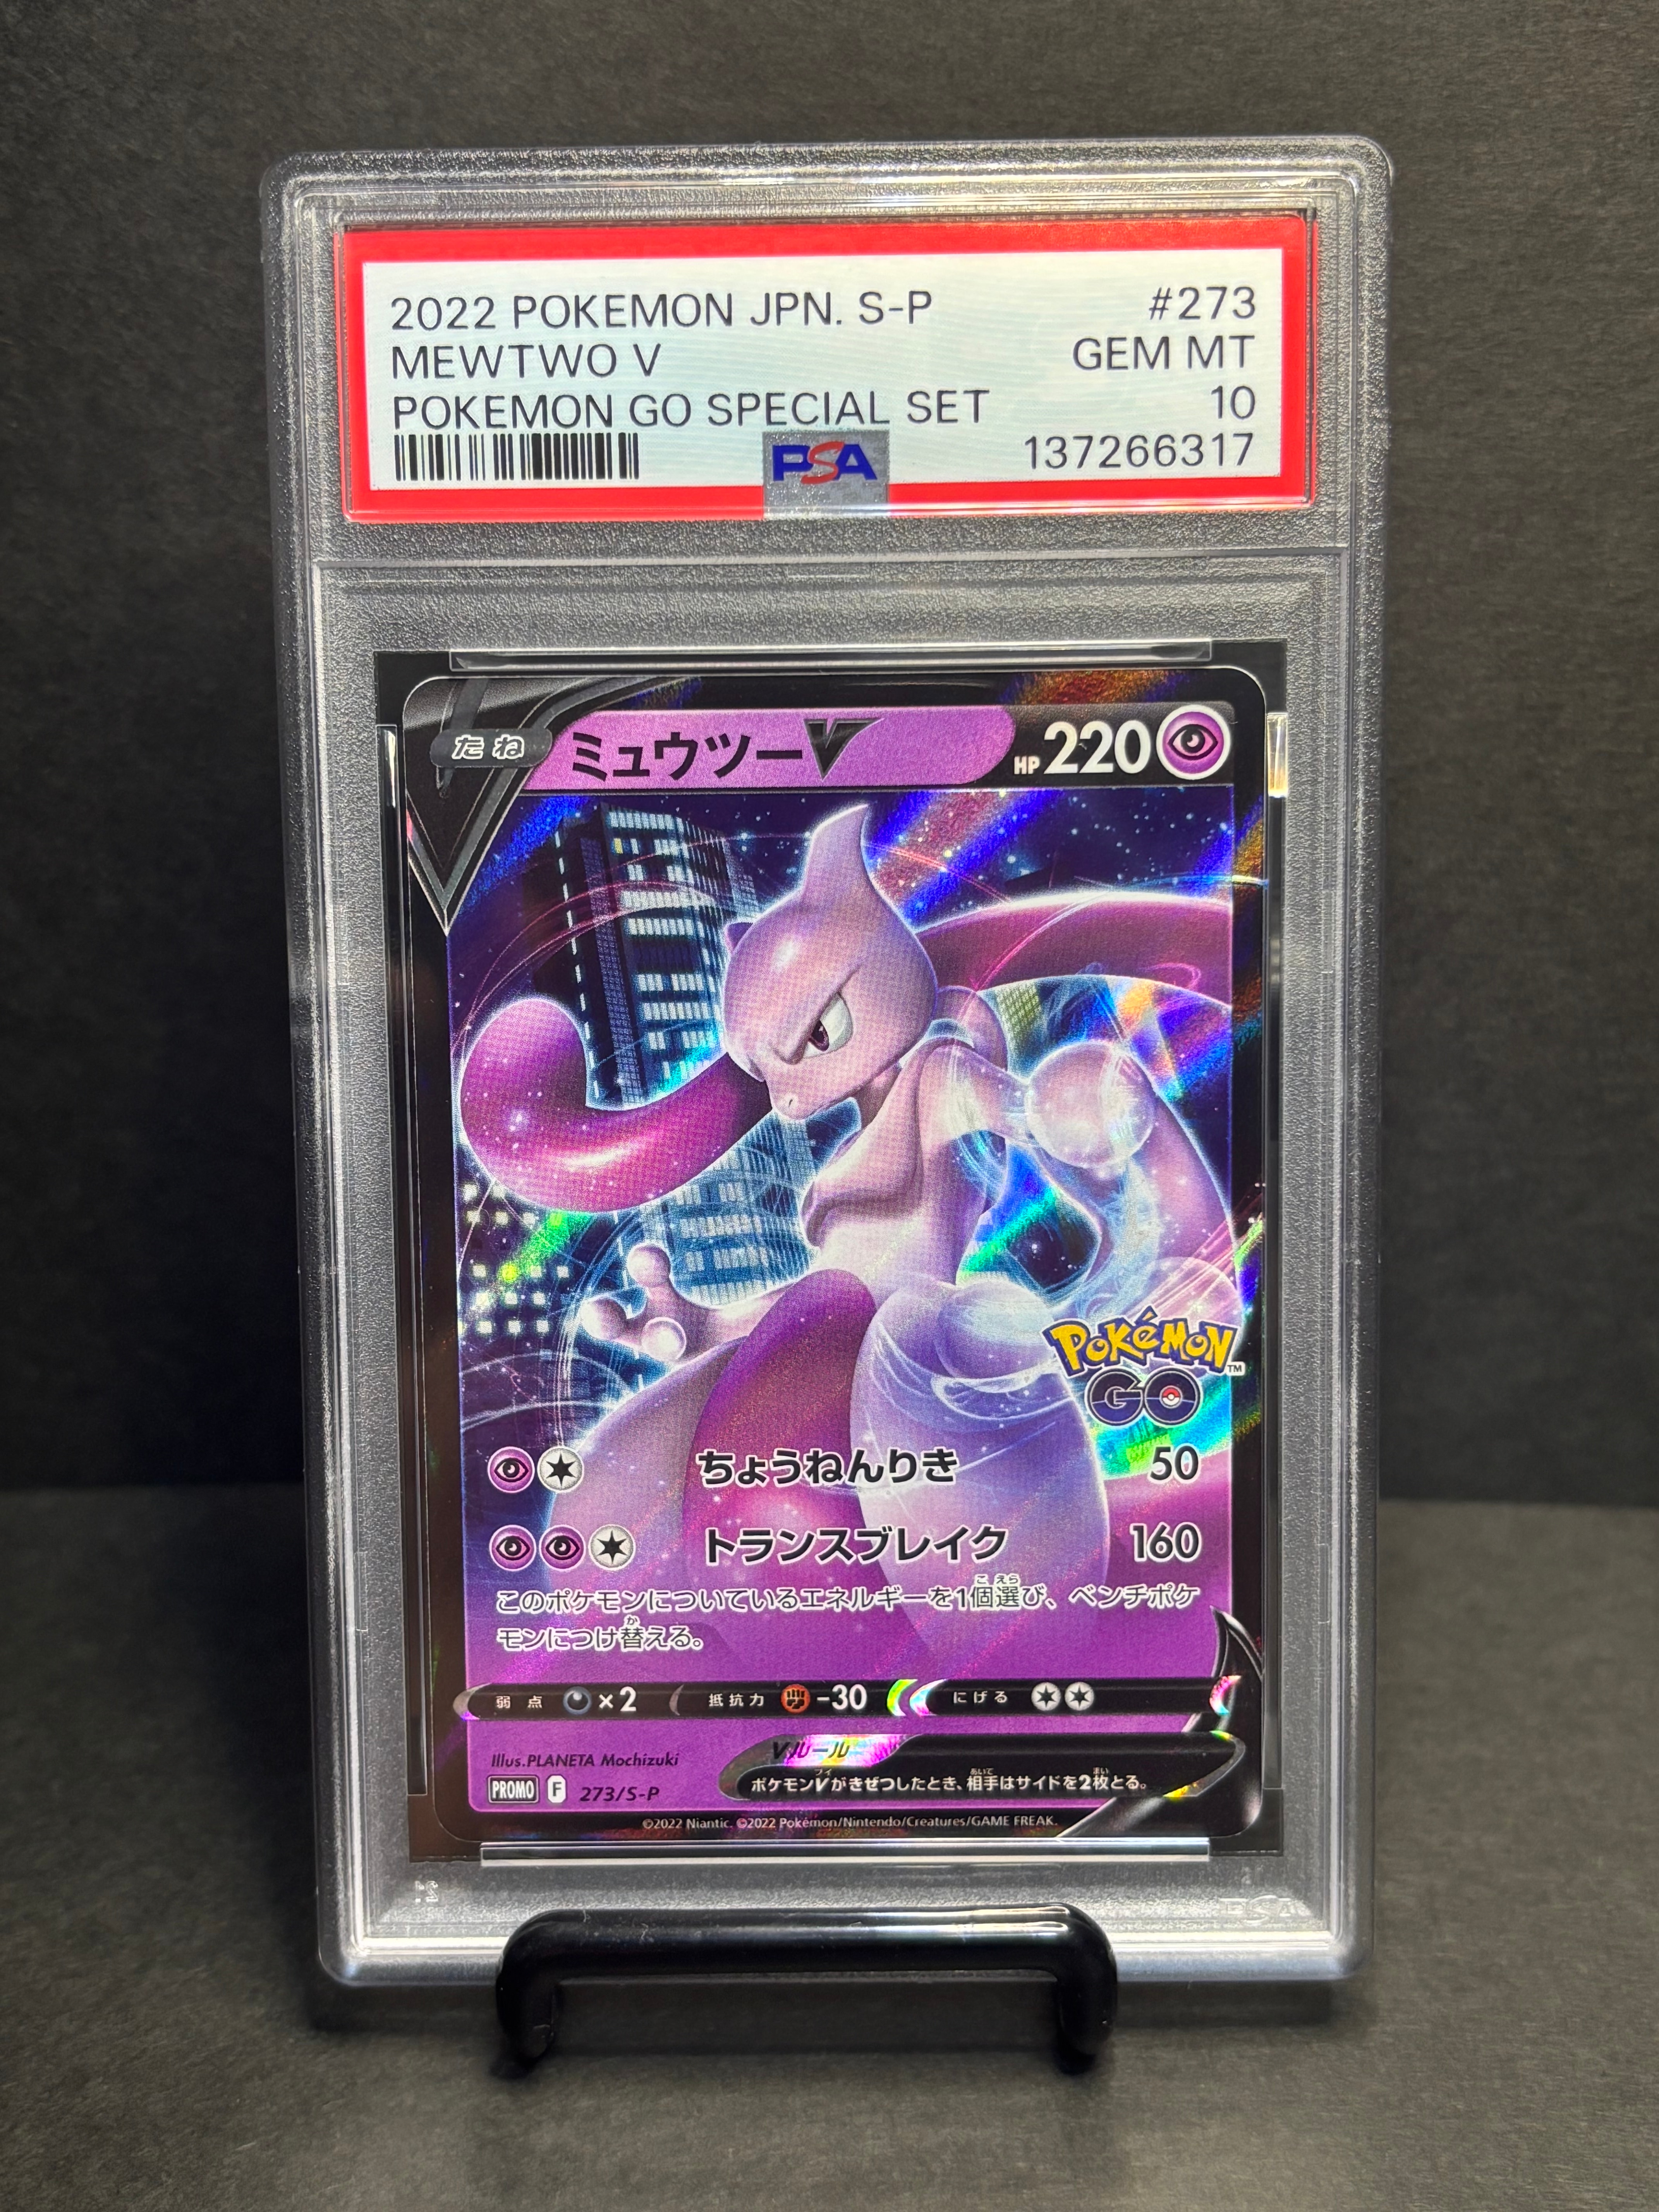 2022 POKEMON JPN. S-P #273
MEWTWO V GEM MT
POKEMON GO SPECIAL SET 10
PSA 137266317
たね ミュウツーV HP 220
Pokémon™
GO
ちょうねんりき 50
トランスブレイク 160
このポケモンについているエネルギーを1個選び、ベンチポケ
モンにつけ替える。
弱点 ×2 抵抗力 -30 にげる
Illus.PLANETA Mochizuki
Vルール
ポケモンVがきぜつしたとき、相手はサイドを2枚とる。
PROMO F 273/S-P
©2022 Niantic. ©2022 Pokémon/Nintendo/Creatures/GAME FREAK.